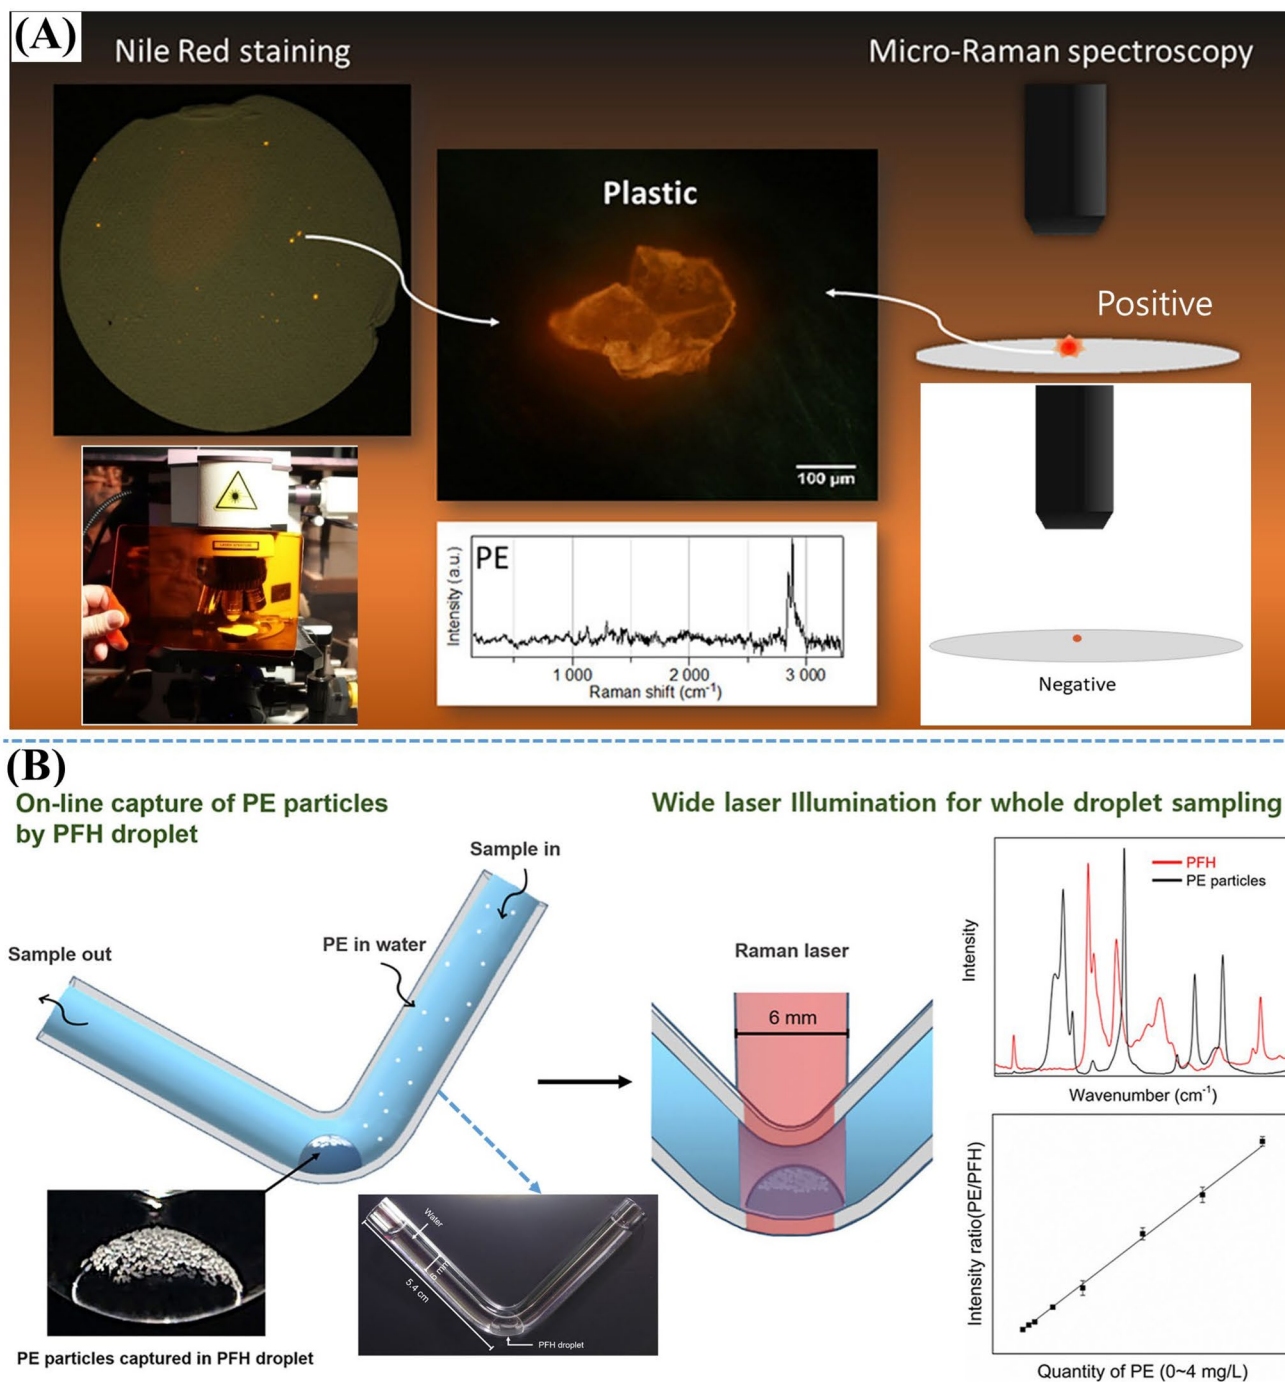 (A)
Nile Red staining
Micro-Raman spectroscopy
Plastic
100 µm
Positive
PE
Intensity (a.u.)
1 000
2 000
3 000
Raman shift (cm-1)
Negative
(B)
On-line capture of PE particles
by PFH droplet
Wide laser Illumination for whole droplet sampling
Sample in
PE in water
Sample out
PE particles captured in PFH droplet
Water
5.4 cm
PFH droplet
Raman laser
6 mm
PFH
PE particles
Intensity
Wavenumber (cm-1)
Intensity ratio(PE/PFH)
Quantity of PE (0~4 mg/L)